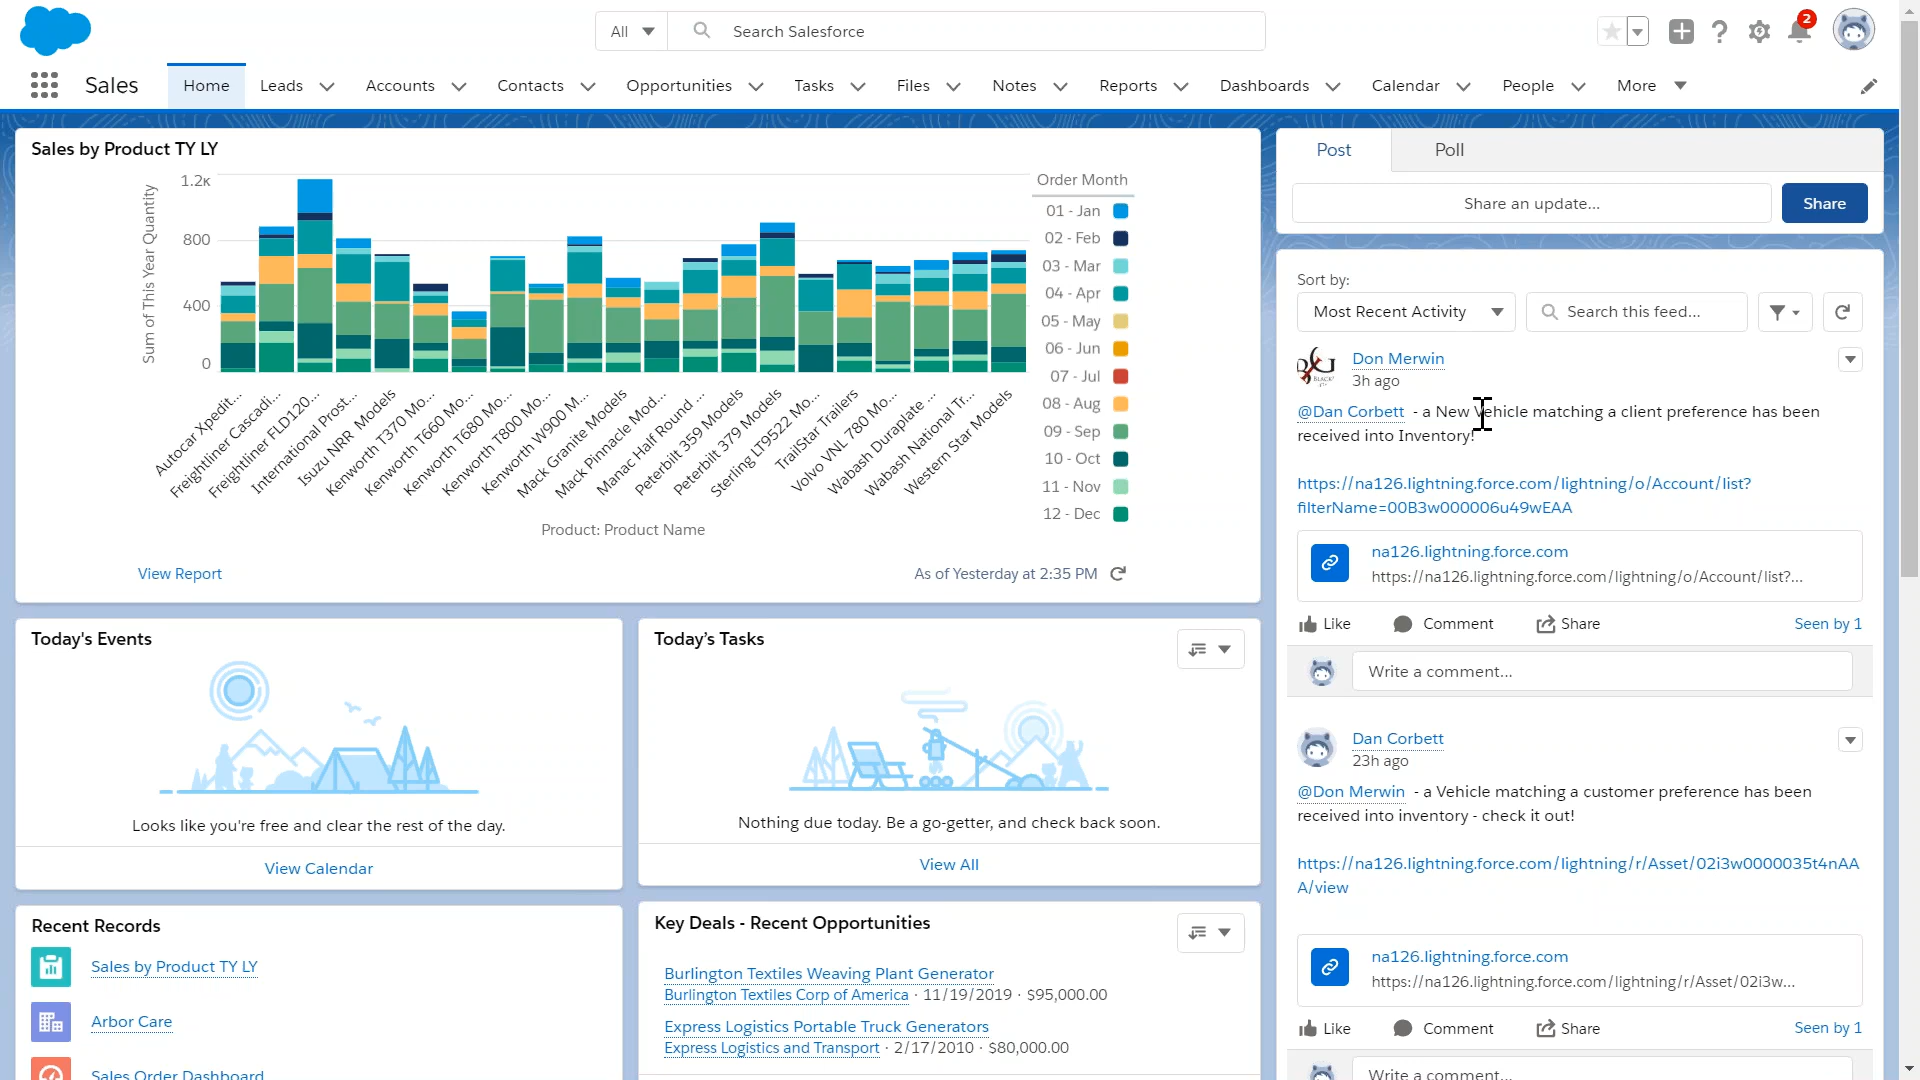 All
Search Salesforce
2
Sales
Home
Leads
Accounts
Contacts
Opportunities
Tasks
Files
Notes
Reports
Dashboards
Calendar
People
More
Sales by Product TY LY
Sum of This Year Quantity
1.2K
800
400
0
Autocar Xpedit...
Freightliner Cascadi...
Freightliner FLD120...
International Prost...
Isuzu NRR Models
Kenworth T370 Mo...
Kenworth T660 Mo...
Kenworth T680 Mo...
Kenworth T800 Mo...
Kenworth W900 M...
Mack Granite Models
Mack Pinnacle Mod...
Manac Half Round ...
Peterbilt 359 Models
Peterbilt 379 Models
Sterling LT9522 Mo...
TrailStar Trailers
Volvo VNL 780 Mo...
Wabash Duraplate ...
Wabash National Tr...
Western Star Models
Product: Product Name
Order Month
01 - Jan
02 - Feb
03 - Mar
04 - Apr
05 - May
06 - Jun
07 - Jul
08 - Aug
09 - Sep
10 - Oct
11 - Nov
12 - Dec
View Report
As of Yesterday at 2:35 PM
Today's Events
Looks like you're free and clear the rest of the day.
View Calendar
Today’s Tasks
Nothing due today. Be a go-getter, and check back soon.
View All
Recent Records
Sales by Product TY LY
Arbor Care
Sales Order Dashboard
Key Deals - Recent Opportunities
Burlington Textiles Weaving Plant Generator
Burlington Textiles Corp of America · 11/19/2019 · $95,000.00
Express Logistics Portable Truck Generators
Express Logistics and Transport · 2/17/2010 · $80,000.00
Post
Poll
Share an update...
Share
Sort by:
Most Recent Activity
Search this feed...
Don Merwin
3h ago
@Dan Corbett - a New Vehicle matching a client preference has been
received into Inventory!
https://na126.lightning.force.com/lightning/o/Account/list?
filterName=00B3w000006u49wEAA
na126.lightning.force.com
https://na126.lightning.force.com/lightning/o/Account/list?...
Like
Comment
Share
Seen by 1
Write a comment...
Dan Corbett
23h ago
@Don Merwin - a Vehicle matching a customer preference has been
received into inventory - check it out!
https://na126.lightning.force.com/lightning/r/Asset/02i3w0000035t4nAA
A/view
na126.lightning.force.com
https://na126.lightning.force.com/lightning/r/Asset/02i3w...
Like
Comment
Share
Seen by 1
Write a comment...